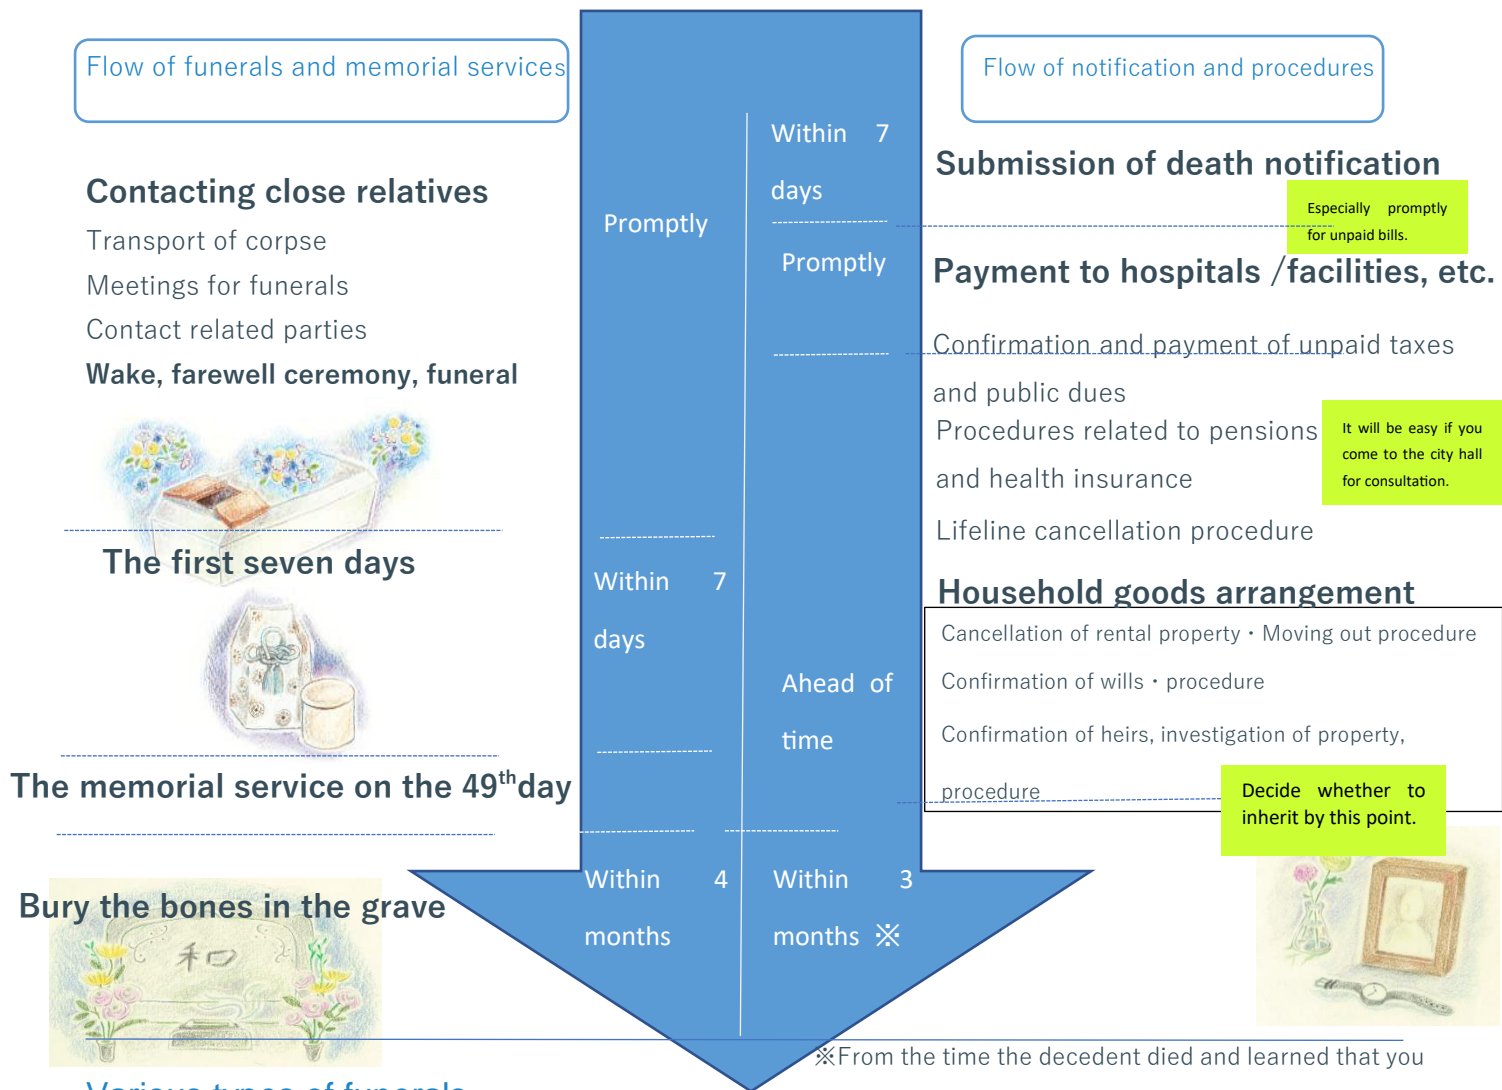 Flow of funerals and memorial services
Contacting close relatives
Transport of corpse
Meetings for funerals
Contact related parties
Wake, farewell ceremony, funeral
The first seven days
The memorial service on the 49th day
Bury the bones in the grave
和
Promptly
Within 7
days
Within 4
months
Within 7
days
Promptly
Ahead of
time
Within 3
months ※
Flow of notification and procedures
Submission of death notification
Especially promptly
for unpaid bills.
Payment to hospitals /facilities, etc.
Confirmation and payment of unpaid taxes
and public dues
Procedures related to pensions
and health insurance
It will be easy if you
come to the city hall
for consultation.
Lifeline cancellation procedure
Household goods arrangement
Cancellation of rental property・Moving out procedure
Confirmation of wills・procedure
Confirmation of heirs, investigation of property,
procedure
Decide whether to
inherit by this point.
※From the time the decedent died and learned that you
Various types of funerals